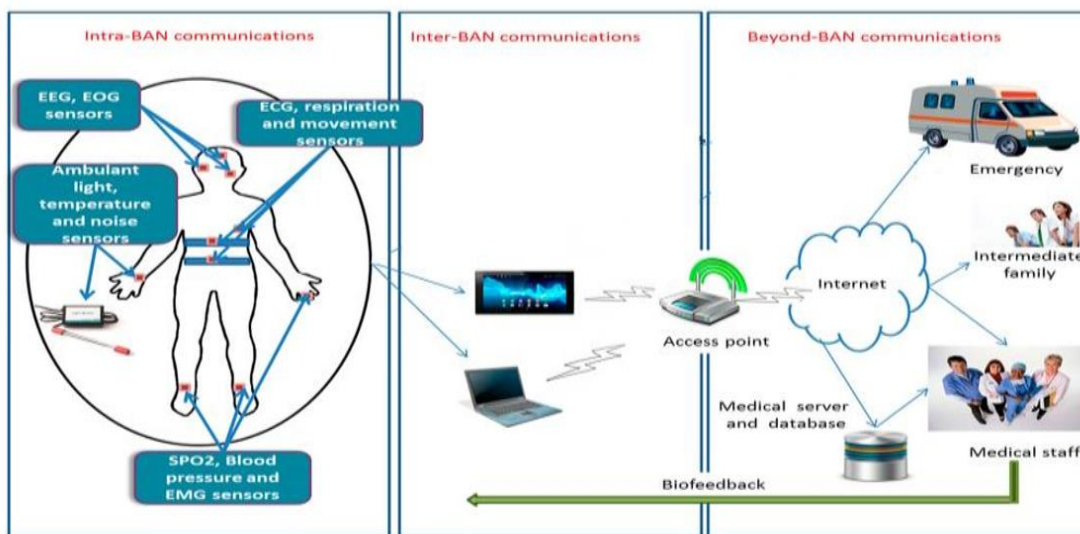 Intra-BAN communications
EEG, EOG
sensors
ECG, respiration
and movement
sensors
Ambulant
light,
temperature
and noise
sensors
SPO2, Blood
pressure and
EMG sensors
Inter-BAN communications
Access point
Beyond-BAN communications
Emergency
Intermediate
family
Internet
Medical server
and database
Medical staff
Biofeedback